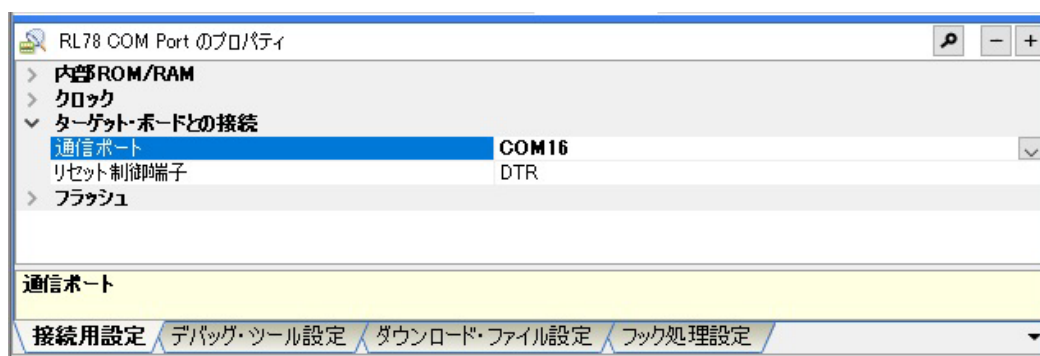 RL78 COM Port のプロパティ
内部ROM/RAM
クロック
ターゲット・ボードとの接続
通信ポート COM16
リセット制御端子 DTR
フラッシュ
通信ポート
接続用設定 デバッグ・ツール設定 ダウンロード・ファイル設定 フック処理設定